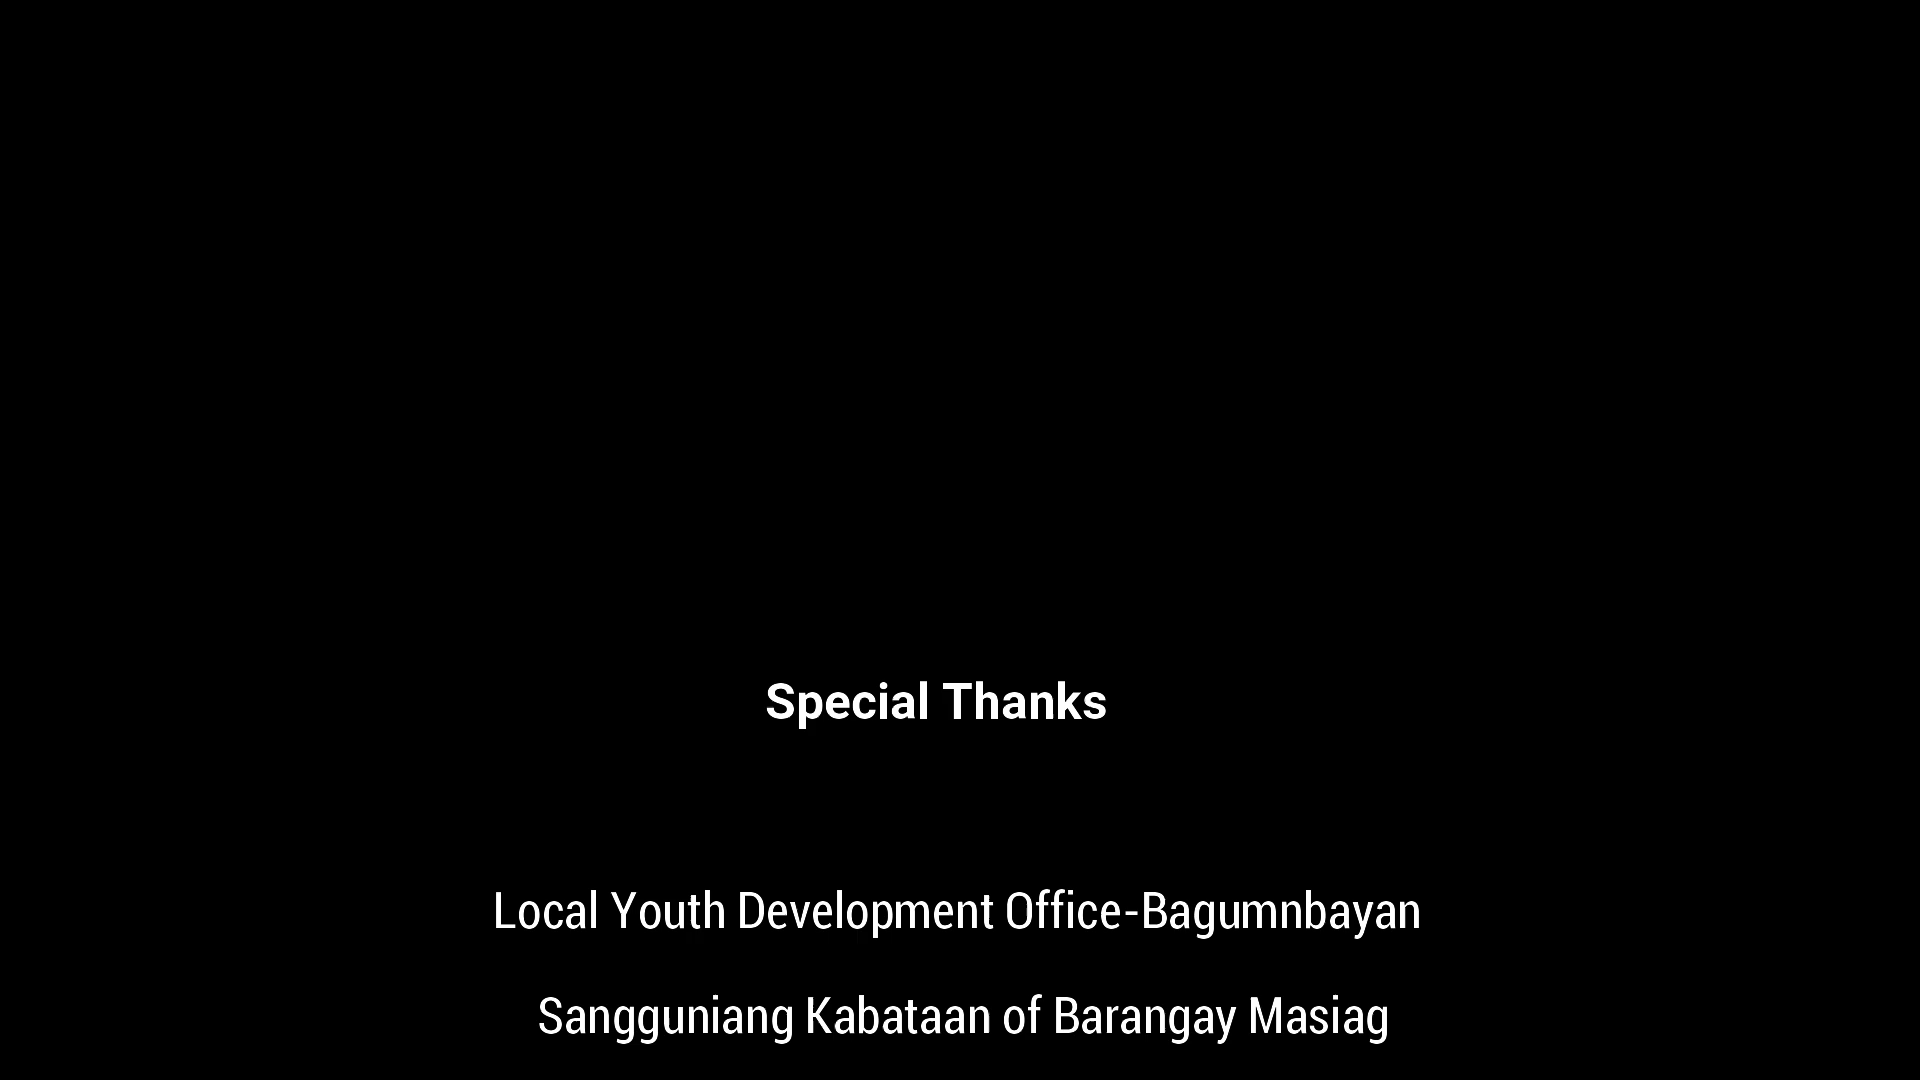 Special Thanks
Local Youth Development Office-Bagumnbayan
Sangguniang Kabataan of Barangay Masiag